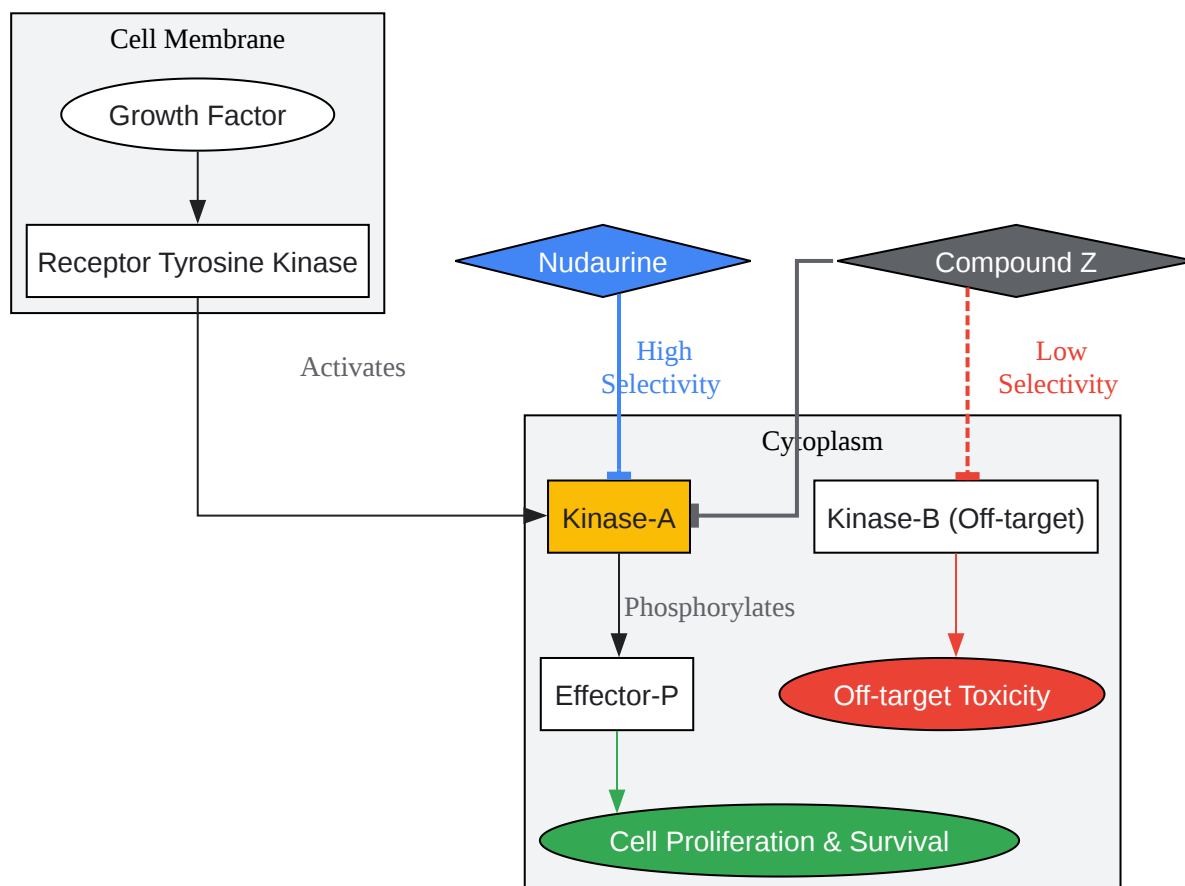 Cell Membrane
Growth Factor
Receptor Tyrosine Kinase
Nudaurine
Compound Z
Activates
High
Selectivity
Low
Selectivity
Cytoplasm
Kinase-A
Kinase-B (Off-target)
Phosphorylates
Effector-P
Off-target Toxicity
Cell Proliferation & Survival